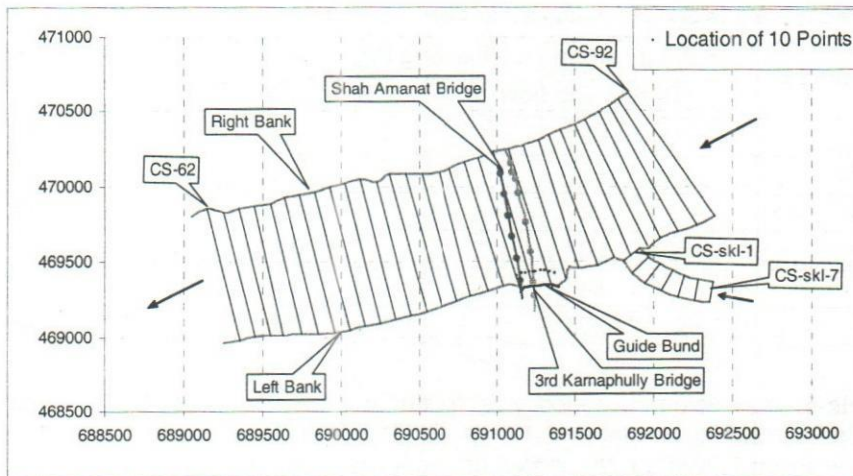 471000
· Location of 10 Points
CS-92
470500
Shah Amanat Bridge
Right Bank
470000
CS-62
469500
CS-skl-1
CS-skl-7
469000
Guide Bund
Left Bank
3rd Karnaphully Bridge
468500
688500 689000 689500 690000 690500 691000 691500 692000 692500 693000